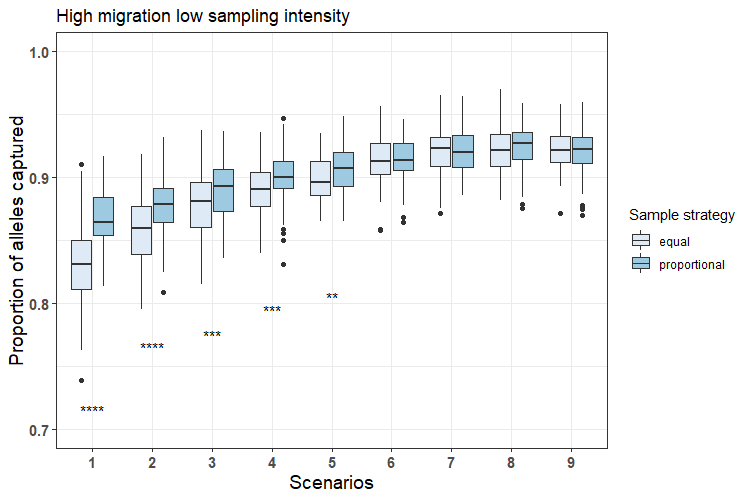 High migration low sampling intensity
Proportion of alleles captured
1.0
0.9
0.8
0.7
****
****
***
***
**
1 2 3 4 5 6 7 8 9
Scenarios
Sample strategy
equal
proportional